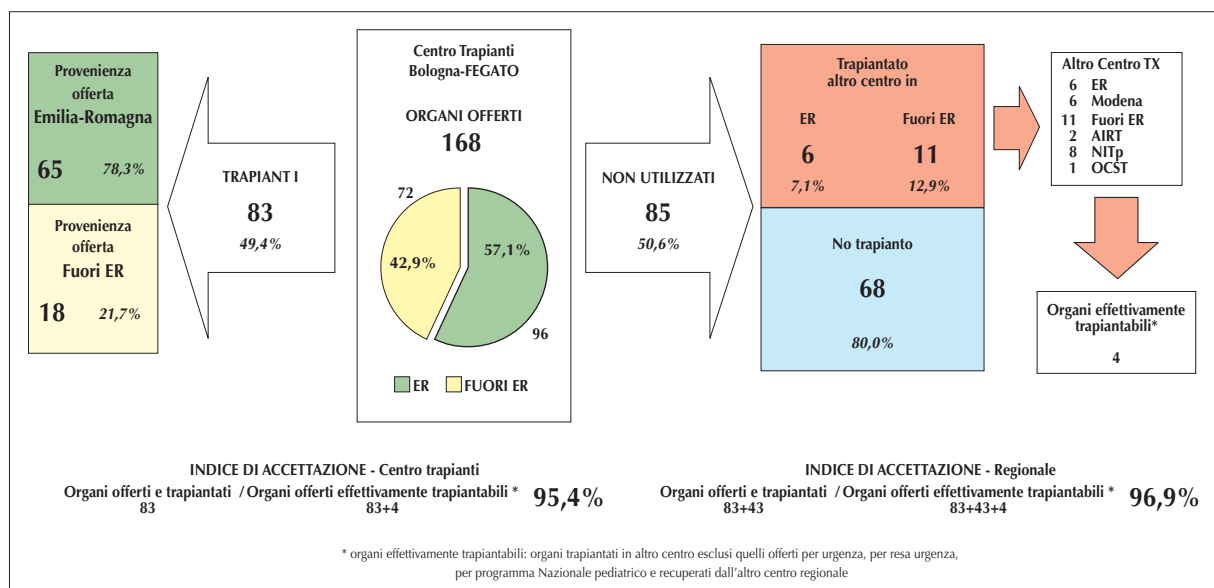 Provenienza
offerta
Emilia-Romagna
65 78,3%
Provenienza
offerta
Fuori ER
18 21,7%
TRAPIANT I
83
49,4%
Centro Trapianti
Bologna-FEGATO
ORGANI OFFERTI
168
72
42,9%
57,1%
96
ER FUORI ER
NON UTILIZZATI
85
50,6%
Trapiantato
altro centro in
ER Fuori ER
6 11
7,1% 12,9%
No trapianto
68
80,0%
Altro Centro TX
6 ER
6 Modena
11 Fuori ER
2 AIRT
8 NITp
1 OCST
Organi effettivamente
trapiantabili*
4
INDICE DI ACCETTAZIONE - Centro trapianti
Organi offerti e trapiantati / Organi offerti effettivamente trapiantabili * 95,4%
83 83+4
INDICE DI ACCETTAZIONE - Regionale
Organi offerti e trapiantati / Organi offerti effettivamente trapiantabili * 96,9%
83+43 83+43+4
* organi effettivamente trapiantabili: organi trapiantati in altro centro esclusi quelli offerti per urgenza, per resa urgenza,
per programma Nazionale pediatrico e recuperati dall'altro centro regionale